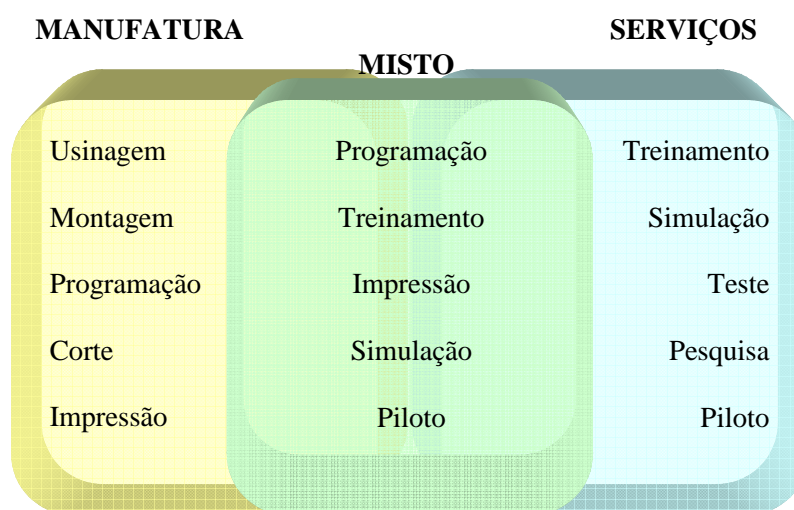 MANUFATURA SERVIÇOS
MISTO
Usinagem Programação Treinamento
Montagem Treinamento Simulação
Programação Impressão Teste
Corte Simulação Pesquisa
Impressão Piloto Piloto